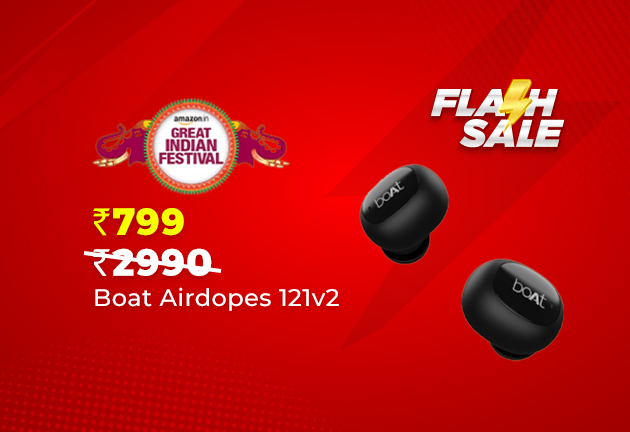 amazon.in
GREAT
INDIAN
FESTIVAL
FLASH
SALE
₹799
₹2990
Boat Airdopes 121v2
boAt
boAt